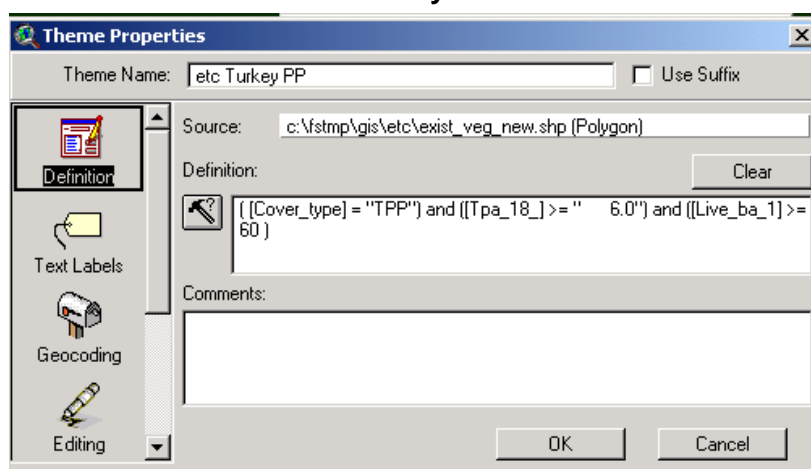 Theme Properties
Theme Name: etc Turkey PP Use Suffix
Source: c:\fstmp\gis\etc\exist_veg_new.shp (Polygon)
Definition: Clear
( [Cover_type] = "TPP") and ([Tpa_18_] >= "      6.0") and ([Live_ba_1] >=
60 )
Comments:
Definition
Text Labels
Geocoding
Editing
OK Cancel